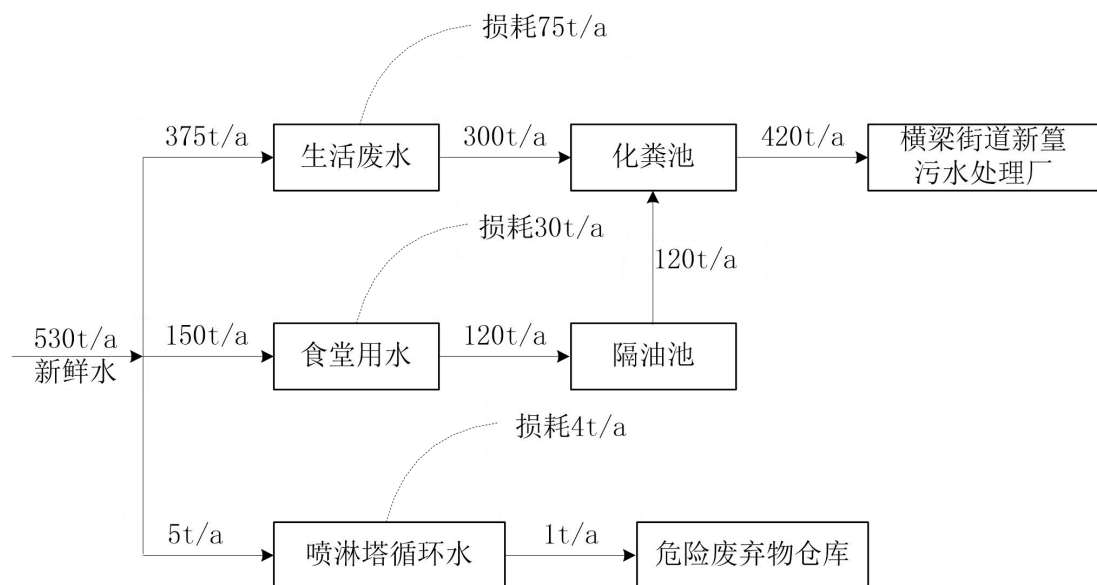 损耗75t/a
375t/a
生活废水
300t/a
化粪池
420t/a
横梁街道新篁
污水处理厂
损耗30t/a
120t/a
530t/a
新鲜水
150t/a
食堂用水
120t/a
隔油池
损耗4t/a
5t/a
喷淋塔循环水
1t/a
危险废弃物仓库